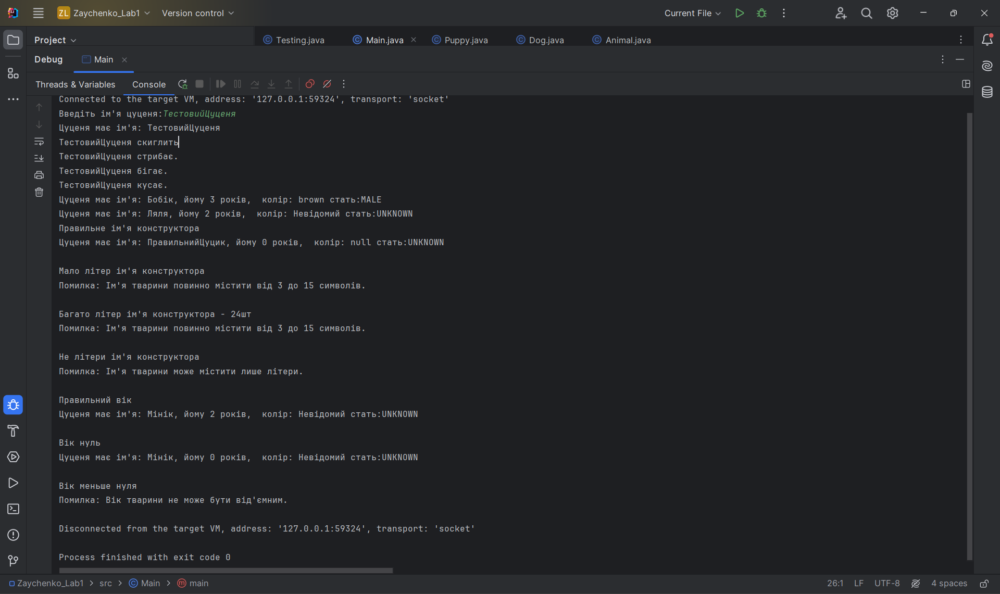 ZL Zaychenko_Lab1 Version control Current File
Project Testing.java Main.java Puppy.java Dog.java Animal.java
Debug Main
Threads & Variables Console
Connected to the target VM, address: '127.0.0.1:59324', transport: 'socket'
Введіть ім'я цуценя:ТестовийЦуценя
Цуценя має ім'я: ТестовийЦуценя
ТестовийЦуценя скиглить
ТестовийЦуценя стрибає.
ТестовийЦуценя бігає.
ТестовийЦуценя кусає.
Цуценя має ім'я: Бобік, йому 3 років,  колір: brown стать:MALE
Цуценя має ім'я: Ляля, йому 2 років,  колір: Невідомий стать:UNKNOWN
Правильне ім'я конструктора
Цуценя має ім'я: ПравильнийЦуцик, йому 0 років,  колір: null стать:UNKNOWN
Мало літер ім'я конструктора
Помилка: Ім'я тварини повинно містити від 3 до 15 символів.
Багато літер ім'я конструктора - 24шт
Помилка: Ім'я тварини повинно містити від 3 до 15 символів.
Не літери ім'я конструктора
Помилка: Ім'я тварини може містити лише літери.
Правильний вік
Цуценя має ім'я: Мінік, йому 2 років,  колір: Невідомий стать:UNKNOWN
Вік нуль
Цуценя має ім'я: Мінік, йому 0 років,  колір: Невідомий стать:UNKNOWN
Вік меньше нуля
Помилка: Вік тварини не може бути від'ємним.
Disconnected from the target VM, address: '127.0.0.1:59324', transport: 'socket'
Process finished with exit code 0
Zaychenko_Lab1 > src > Main > main 26:1 LF UTF-8 4 spaces